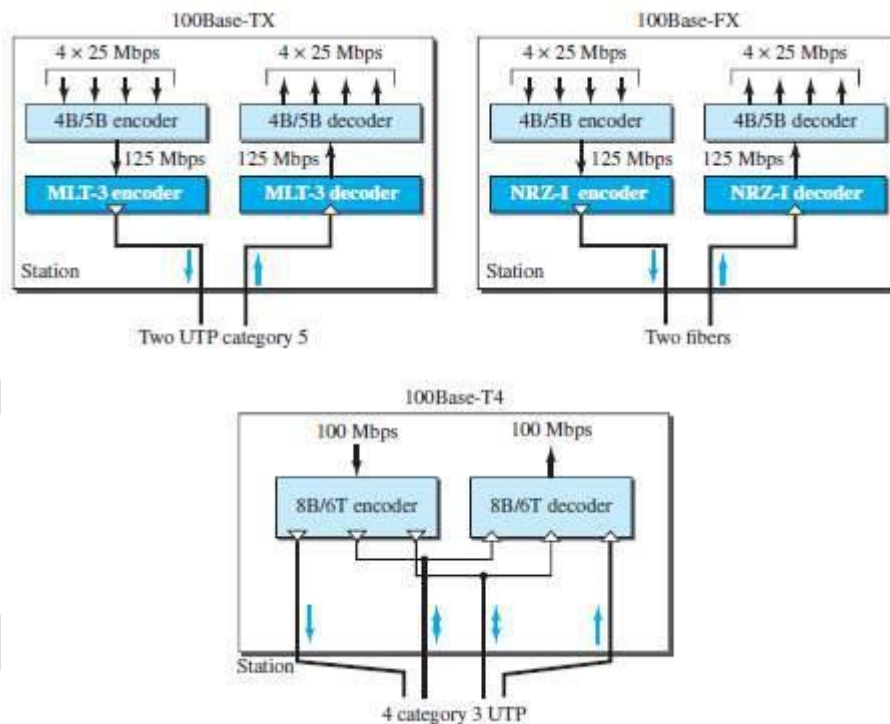 100Base-TX
4 × 25 Mbps 4 × 25 Mbps
4B/5B encoder 4B/5B decoder
125 Mbps 125 Mbps
MLT-3 encoder MLT-3 decoder
Station
Two UTP category 5
100Base-FX
4 × 25 Mbps 4 × 25 Mbps
4B/5B encoder 4B/5B decoder
125 Mbps 125 Mbps
NRZ-I encoder NRZ-I decoder
Station
Two fibers
100Base-T4
100 Mbps 100 Mbps
8B/6T encoder 8B/6T decoder
Station
4 category 3 UTP